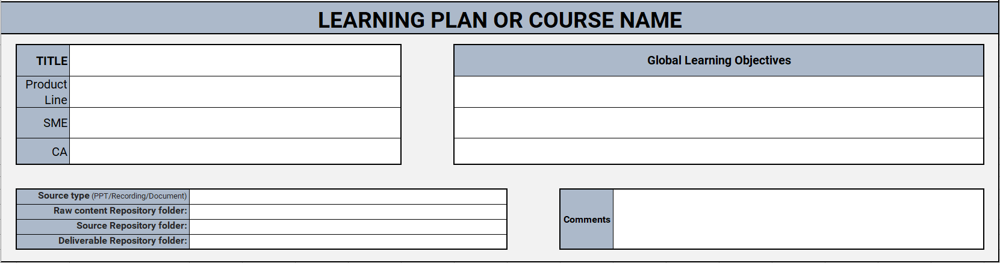 LEARNING PLAN OR COURSE NAME
TITLE
Product
Line
SME
CA
Global Learning Objectives
Source type (PPT/Recording/Document)
Raw content Repository folder:
Source Repository folder:
Deliverable Repository folder:
Comments